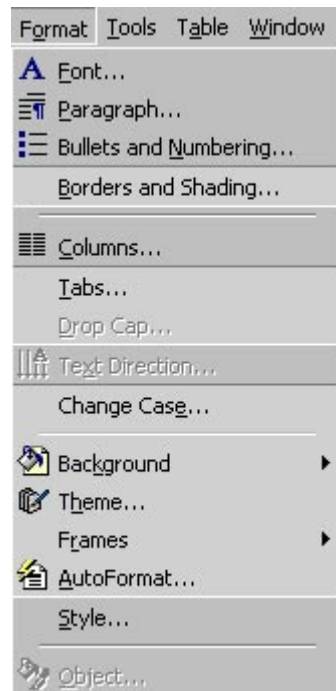 Format Tools Table Window
Font...
Paragraph...
Bullets and Numbering...
Borders and Shading...
Columns...
Tabs...
Drop Cap...
Text Direction...
Change Case...
Background
Theme...
Frames
AutoFormat...
Style...
Object...